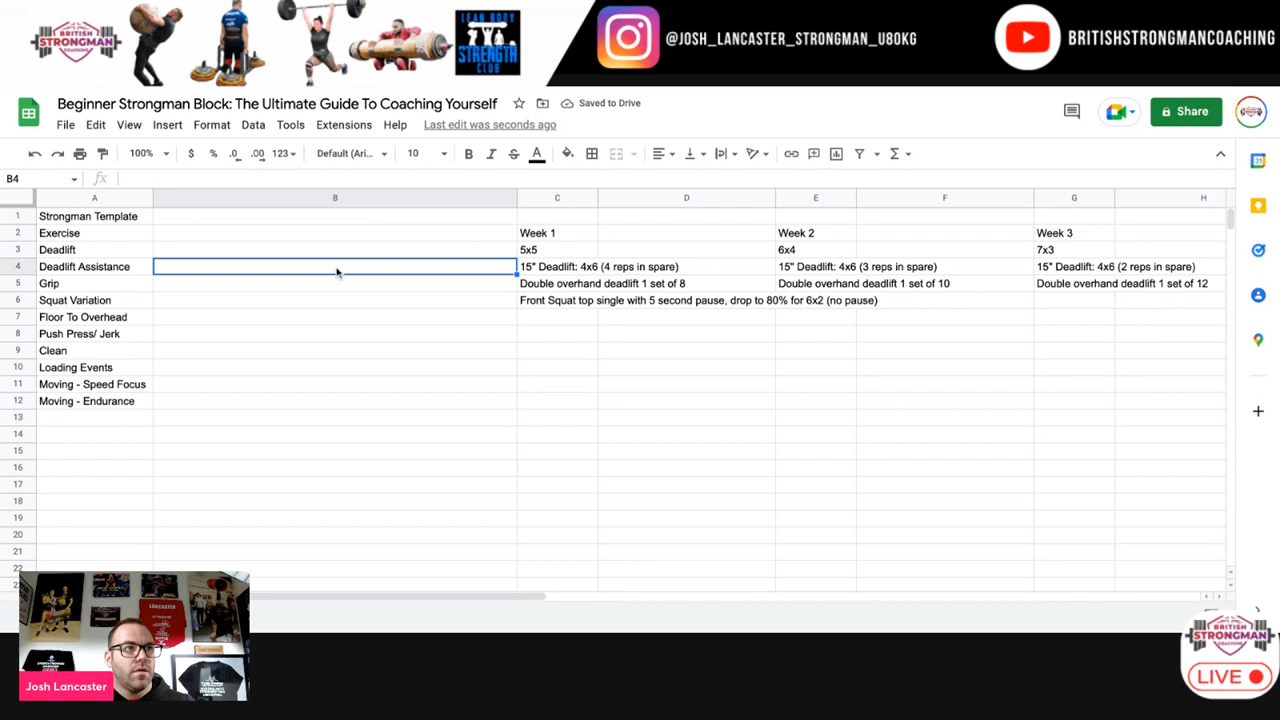 BRITISH
STRONGMAN
COACHING
LEAN BODY
STRENGTH
CLUB
@JOSH_LANCASTER_STRONGMAN_U80KG
BRITISHSTRONGMANCOACHING
Beginner Strongman Block: The Ultimate Guide To Coaching Yourself
Saved to Drive
File Edit View Insert Format Data Tools Extensions Help Last edit was seconds ago
Share
100% $ % .0 .00 123 Default (Ari... 10 B I S A
B4 fx
A B C D E F G H
1 Strongman Template
2 Exercise Week 1 Week 2 Week 3
3 Deadlift 5x5 6x4 7x3
4 Deadlift Assistance 15" Deadlift: 4x6 (4 reps in spare) 15" Deadlift: 4x6 (3 reps in spare) 15" Deadlift: 4x6 (2 reps in spare)
5 Grip Double overhand deadlift 1 set of 8 Double overhand deadlift 1 set of 10 Double overhand deadlift 1 set of 12
6 Squat Variation Front Squat top single with 5 second pause, drop to 80% for 6x2 (no pause)
7 Floor To Overhead
8 Push Press/ Jerk
9 Clean
10 Loading Events
11 Moving - Speed Focus
12 Moving - Endurance
13
14
15
16
17
18
19
20
21
22
31
LANCASTER
Josh Lancaster
BRITISH
STRONGMAN
COACHING
LIVE